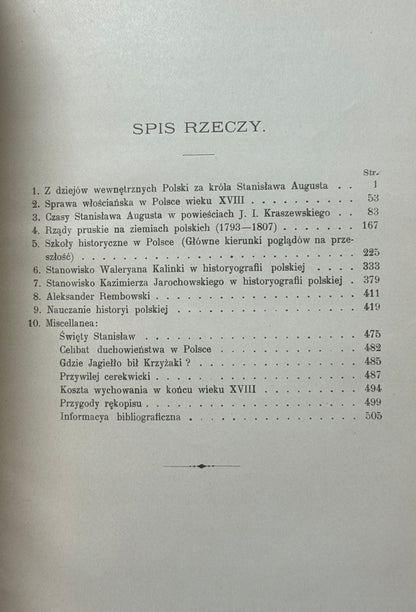 SPIS RZECZY.
Str.
1. Z dziejów wewnętrznych Polski za króla Stanisława Augusta . . 1
2. Sprawa włościańska w Polsce wieku XVIII . . . . . . . . . . 53
3. Czasy Stanisława Augusta w powieściach J. I. Kraszewskiego . . 83
4. Rządy pruskie na ziemiach polskich (1793—1807) . . . . . . 167
5. Szkoły historyczne w Polsce (Główne kierunki poglądów na prze-
szłość) . . . . . . . . . . . . . . . . . . . . . . . . 225
6. Stanowisko Waleryana Kalinki w historyografii polskiej . . . . 333
7. Stanowisko Kazimierza Jarochowskiego w historyografii polskiej . 379
8. Aleksander Rembowski . . . . . . . . . . . . . . . . . 411
9. Nauczanie historyi polskiej . . . . . . . . . . . . . . . 419
10. Miscellanea:
Święty Stanisław . . . . . . . . . . . . . . . . . . 475
Celibat duchowieństwa w Polsce . . . . . . . . . . . . 482
Gdzie Jagiełło bił Krzyżaki ? . . . . . . . . . . . . . 485
Przywilej cerekwicki . . . . . . . . . . . . . . . . 487
Koszta wychowania w końcu wieku XVIII . . . . . . . . 494
Przygody rękopisu . . . . . . . . . . . . . . . . . 499
Informacya bibliograficzna . . . . . . . . . . . . . . 505